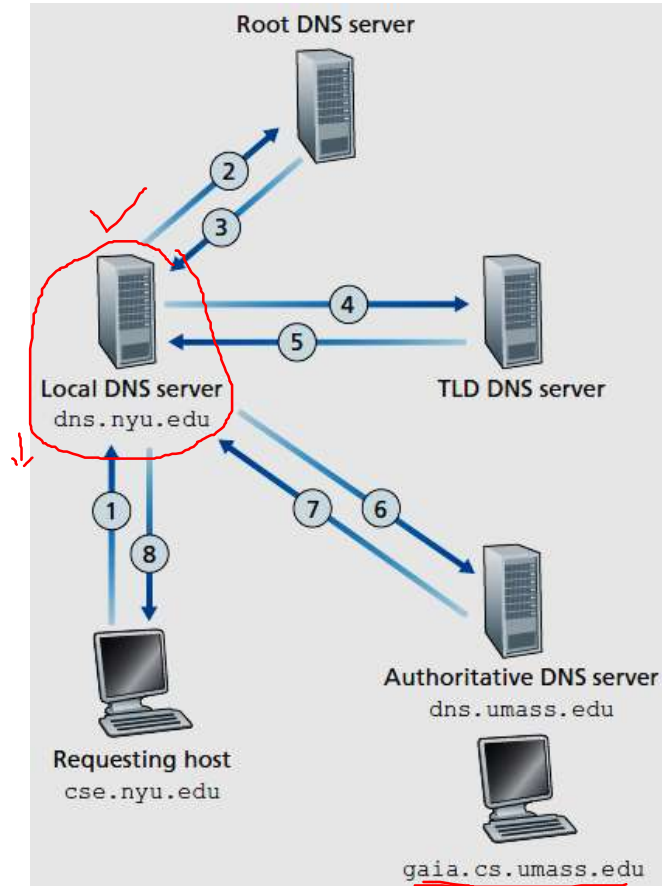 Root DNS server
2
3
4
5
Local DNS server
dns.nyu.edu
TLD DNS server
1
8
7
6
Authoritative DNS server
dns.umass.edu
Requesting host
cse.nyu.edu
gaia.cs.umass.edu